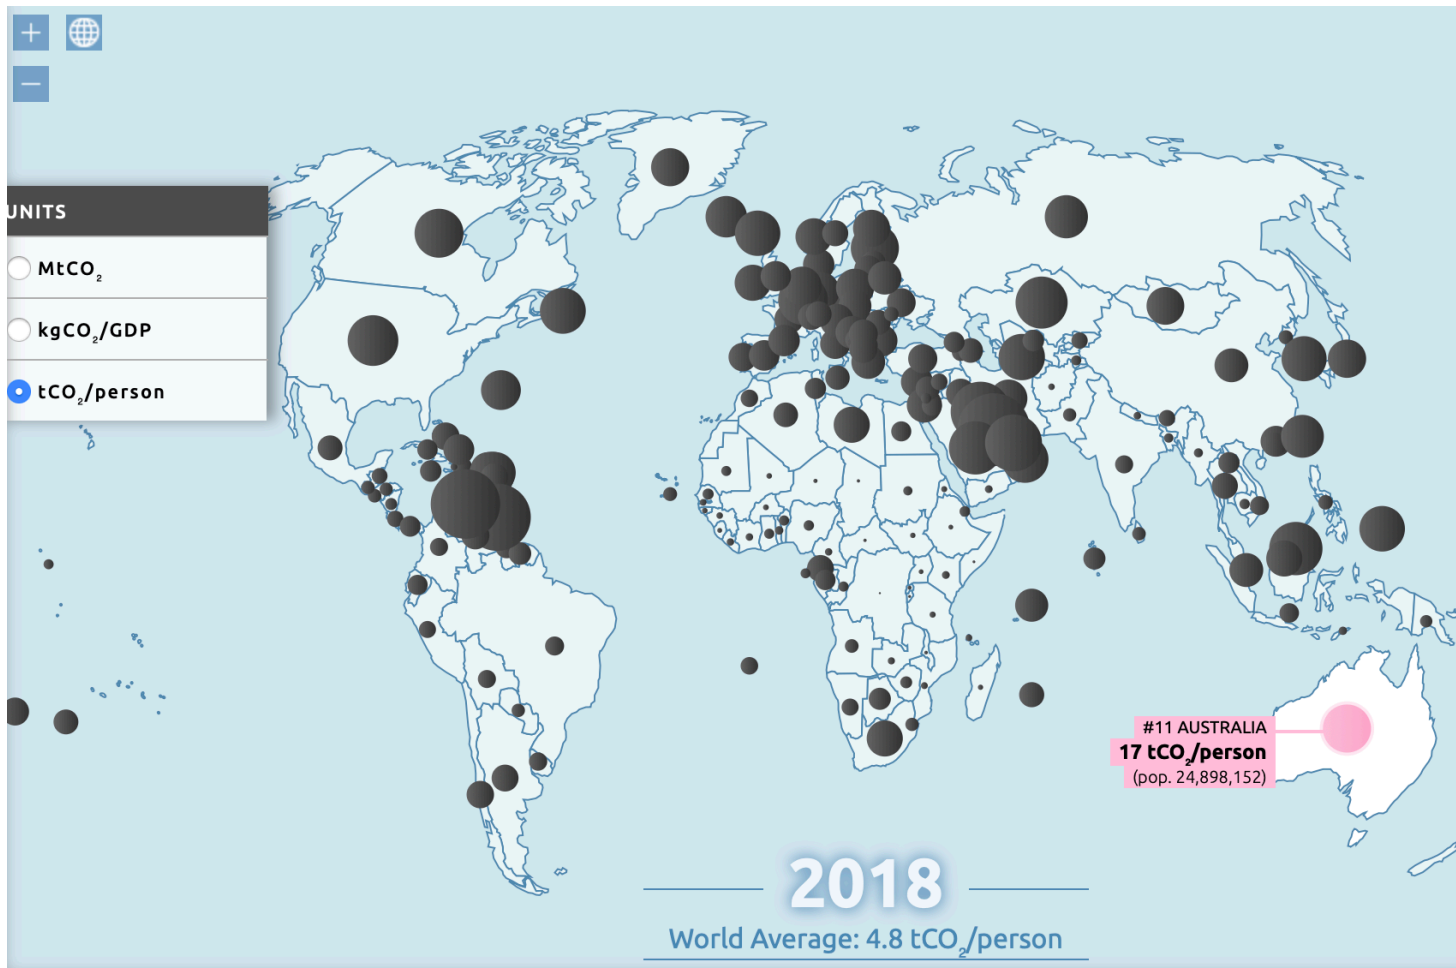 UNITS
MtCO₂
kgCO₂/GDP
tCO₂/person
#11 AUSTRALIA
17 tCO₂/person
(pop. 24,898,152)
2018
World Average: 4.8 tCO₂/person